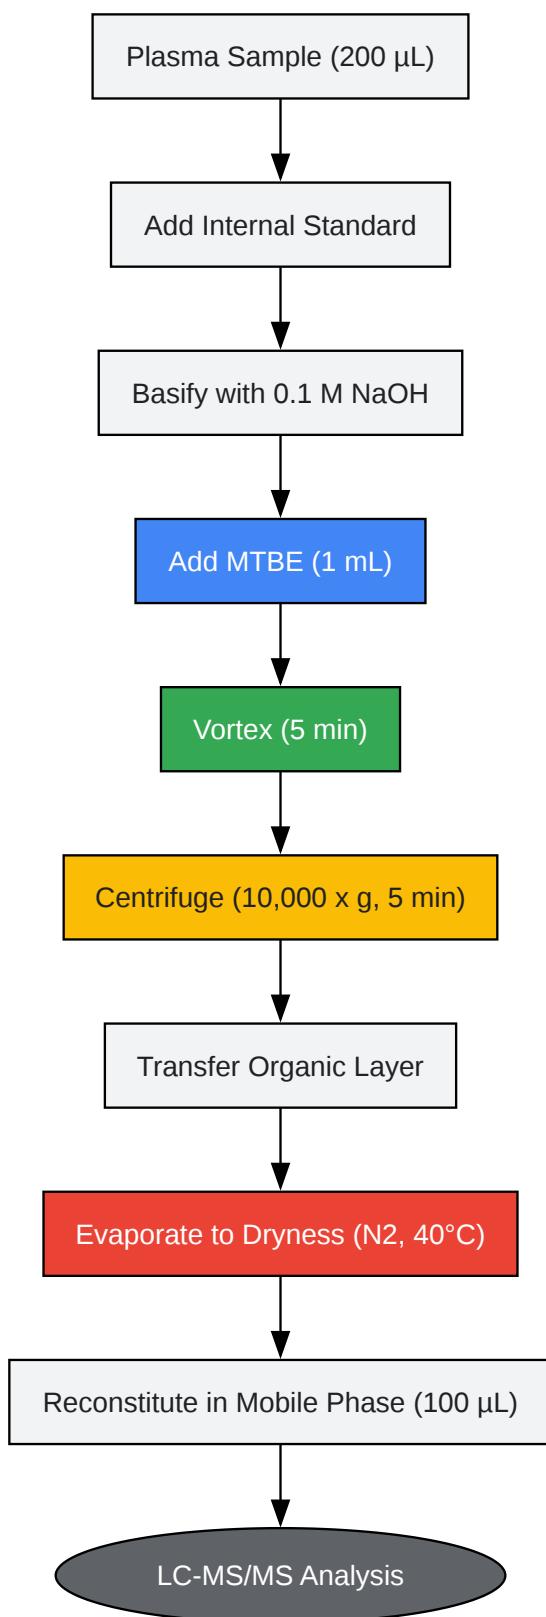 Plasma Sample (200 µL)
Add Internal Standard
Basify with 0.1 M NaOH
Add MTBE (1 mL)
Vortex (5 min)
Centrifuge (10,000 x g, 5 min)
Transfer Organic Layer
Evaporate to Dryness (N2, 40°C)
Reconstitute in Mobile Phase (100 µL)
LC-MS/MS Analysis